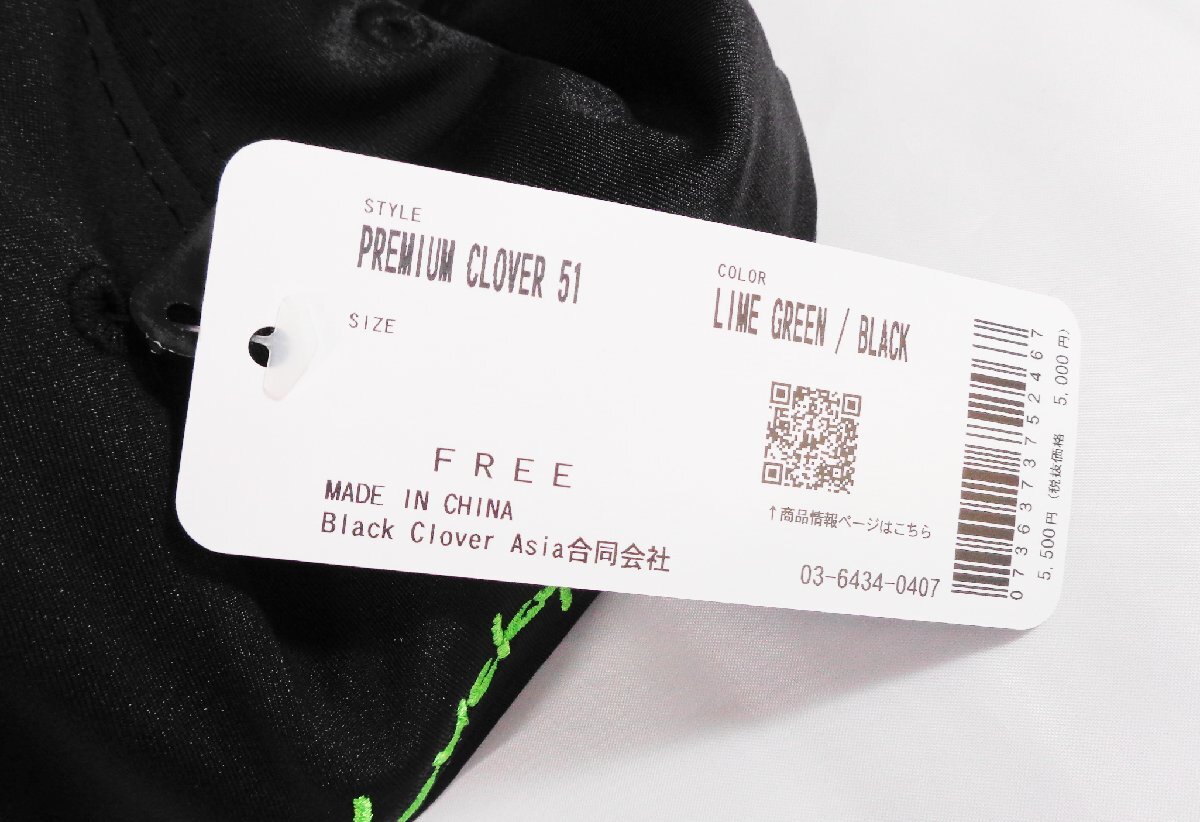 STYLE
PREMIUM CLOVER 51
SIZE
FREE
MADE IN CHINA
Black Clover Asia合同会社
COLOR
LIME GREEN / BLACK
↑商品情報ページはこちら
03-6434-0407
0736373752467
5,500円 (税抜価格 5,000円)